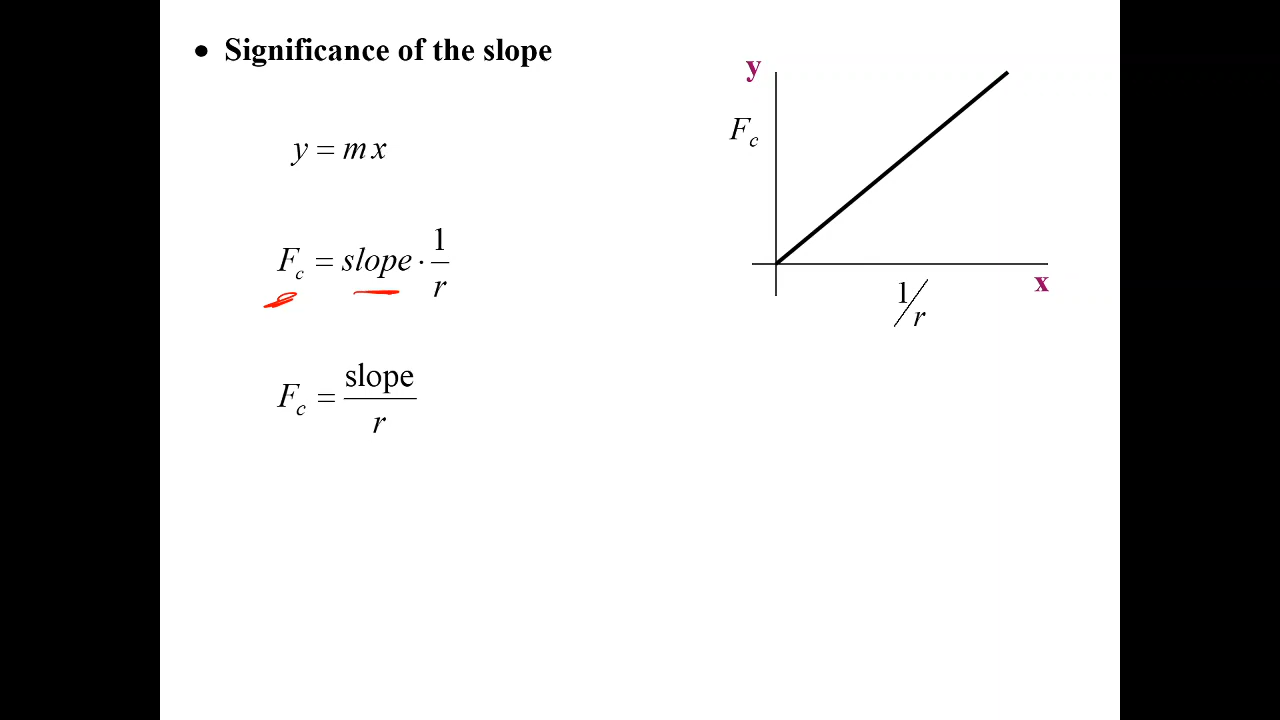 • Significance of the slope
y = m x
F_c = slope · 1/r
F_c = slope/r
y
F_c
1/r
x